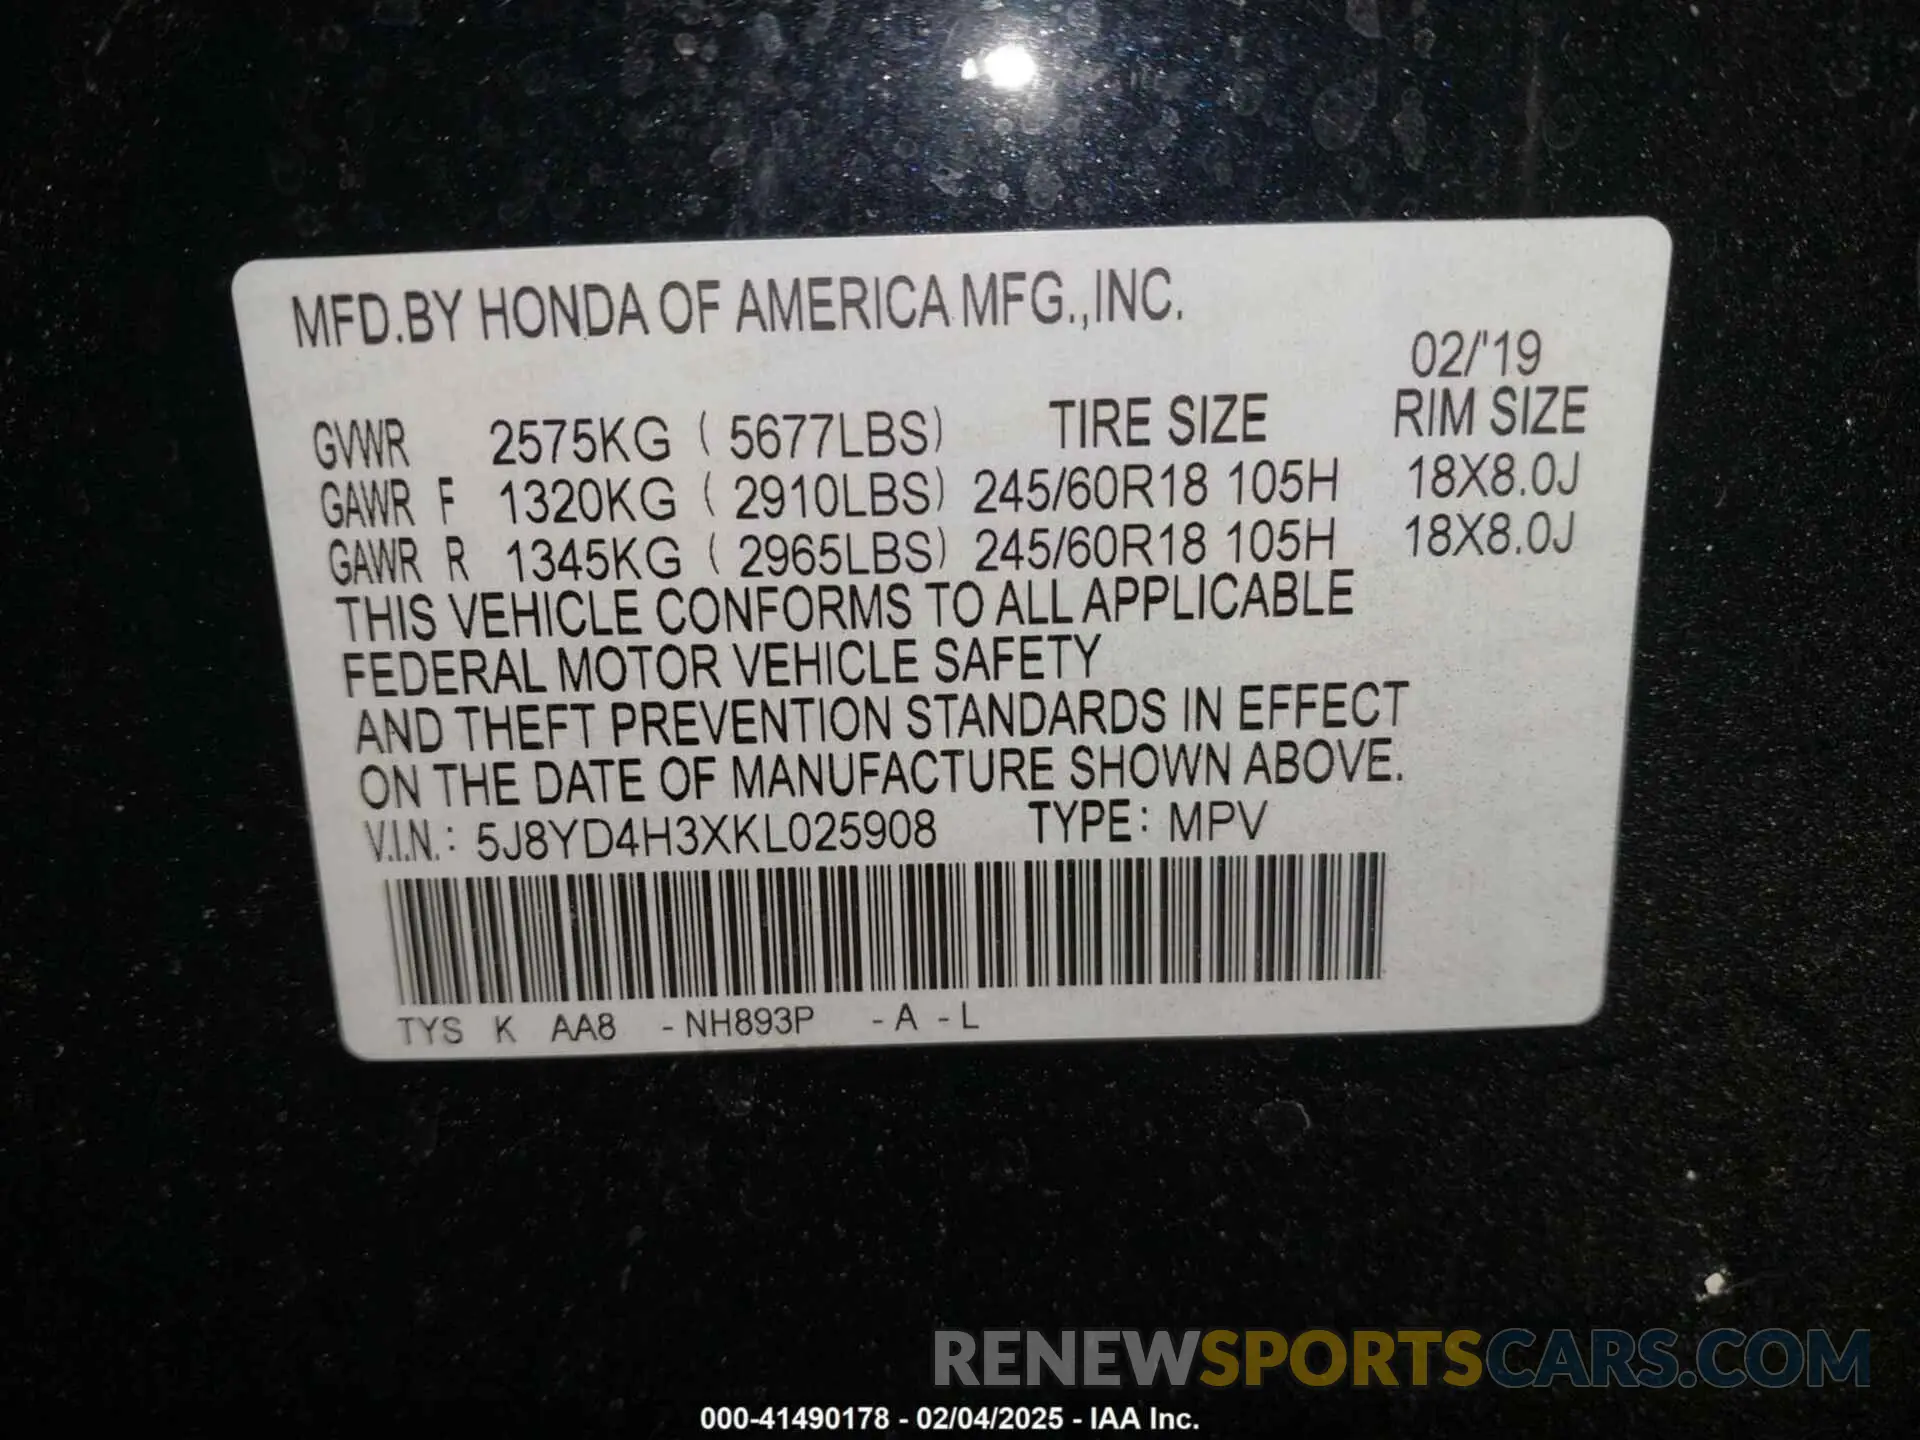 MFD.BY HONDA OF AMERICA MFG.,INC.
02/'19
GVWR 2575KG ( 5677LBS) TIRE SIZE RIM SIZE
GAWR F 1320KG ( 2910LBS) 245/60R18 105H 18X8.0J
GAWR R 1345KG ( 2965LBS) 245/60R18 105H 18X8.0J
THIS VEHICLE CONFORMS TO ALL APPLICABLE
FEDERAL MOTOR VEHICLE SAFETY
AND THEFT PREVENTION STANDARDS IN EFFECT
ON THE DATE OF MANUFACTURE SHOWN ABOVE.
V.I.N.: 5J8YD4H3XKL025908 TYPE: MPV
TYS K AA8 -NH893P -A -L
RENEWSPORTSCARS.COM
000-41490178 - 02/04/2025 - IAA Inc.